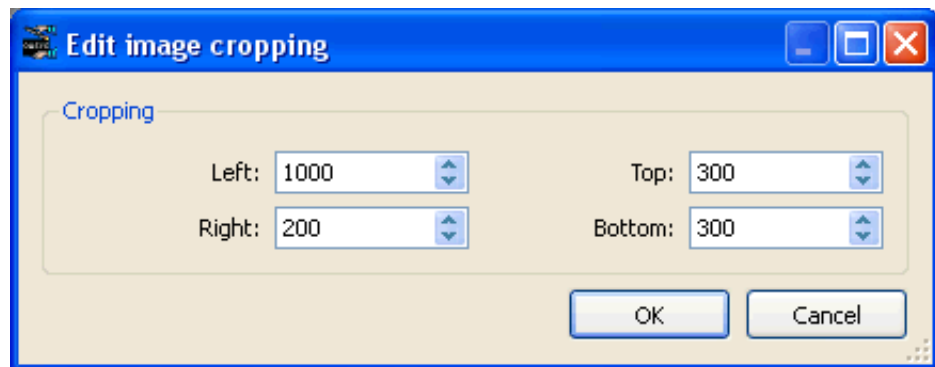 Edit image cropping
Cropping
Left: 1000 Top: 300
Right: 200 Bottom: 300
OK Cancel